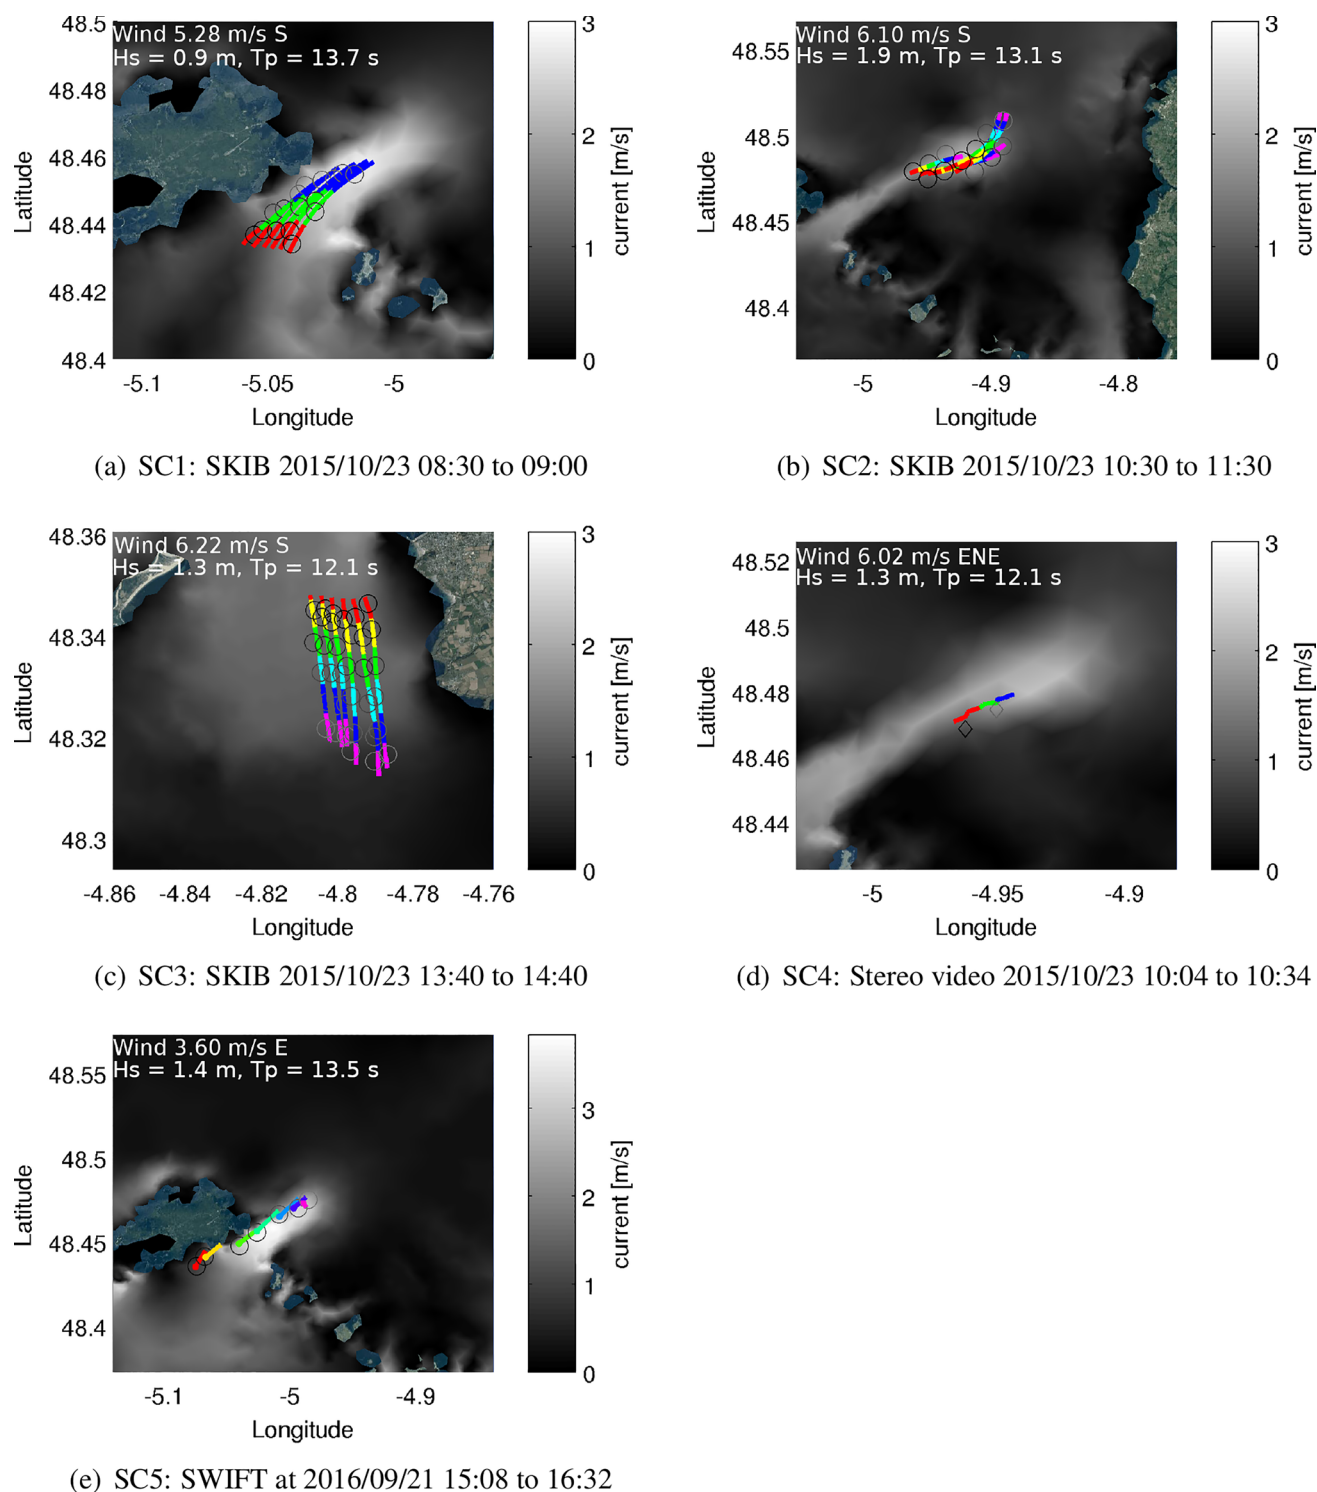 Wind 5.28 m/s S
Hs = 0.9 m, Tp = 13.7 s
48.5
48.48
48.46
48.44
48.42
48.4
Latitude
-5.1
-5.05
-5
Longitude
3
2
1
0
current [m/s]
(a) SC1: SKIB 2015/10/23 08:30 to 09:00
Wind 6.10 m/s S
Hs = 1.9 m, Tp = 13.1 s
48.55
48.5
48.45
48.4
Latitude
-5
-4.9
-4.8
Longitude
3
2
1
0
current [m/s]
(b) SC2: SKIB 2015/10/23 10:30 to 11:30
Wind 6.22 m/s S
Hs = 1.3 m, Tp = 12.1 s
48.36
48.34
48.32
48.3
Latitude
-4.86
-4.84
-4.82
-4.8
-4.78
-4.76
Longitude
3
2
1
0
current [m/s]
(c) SC3: SKIB 2015/10/23 13:40 to 14:40
Wind 6.02 m/s ENE
Hs = 1.3 m, Tp = 12.1 s
48.52
48.5
48.48
48.46
48.44
Latitude
-5
-4.95
-4.9
Longitude
3
2
1
0
current [m/s]
(d) SC4: Stereo video 2015/10/23 10:04 to 10:34
Wind 3.60 m/s E
Hs = 1.4 m, Tp = 13.5 s
48.55
48.5
48.45
48.4
Latitude
-5.1
-5
-4.9
Longitude
3
2
1
0
current [m/s]
(e) SC5: SWIFT at 2016/09/21 15:08 to 16:32